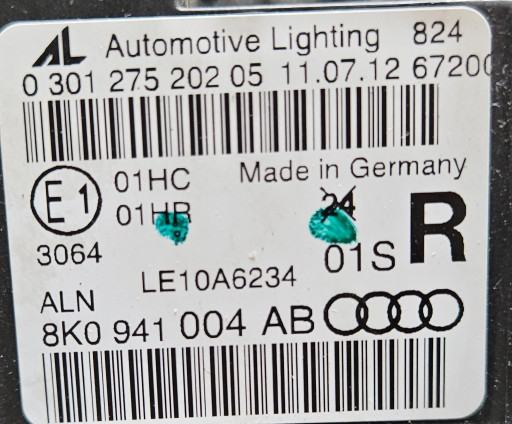 AL Automotive Lighting 824
0 301 275 202 05 11.07.12 6720
E1 01HC Made in Germany
01HR 24
3064 01S R
LE10A6234
ALN
8K0 941 004 AB